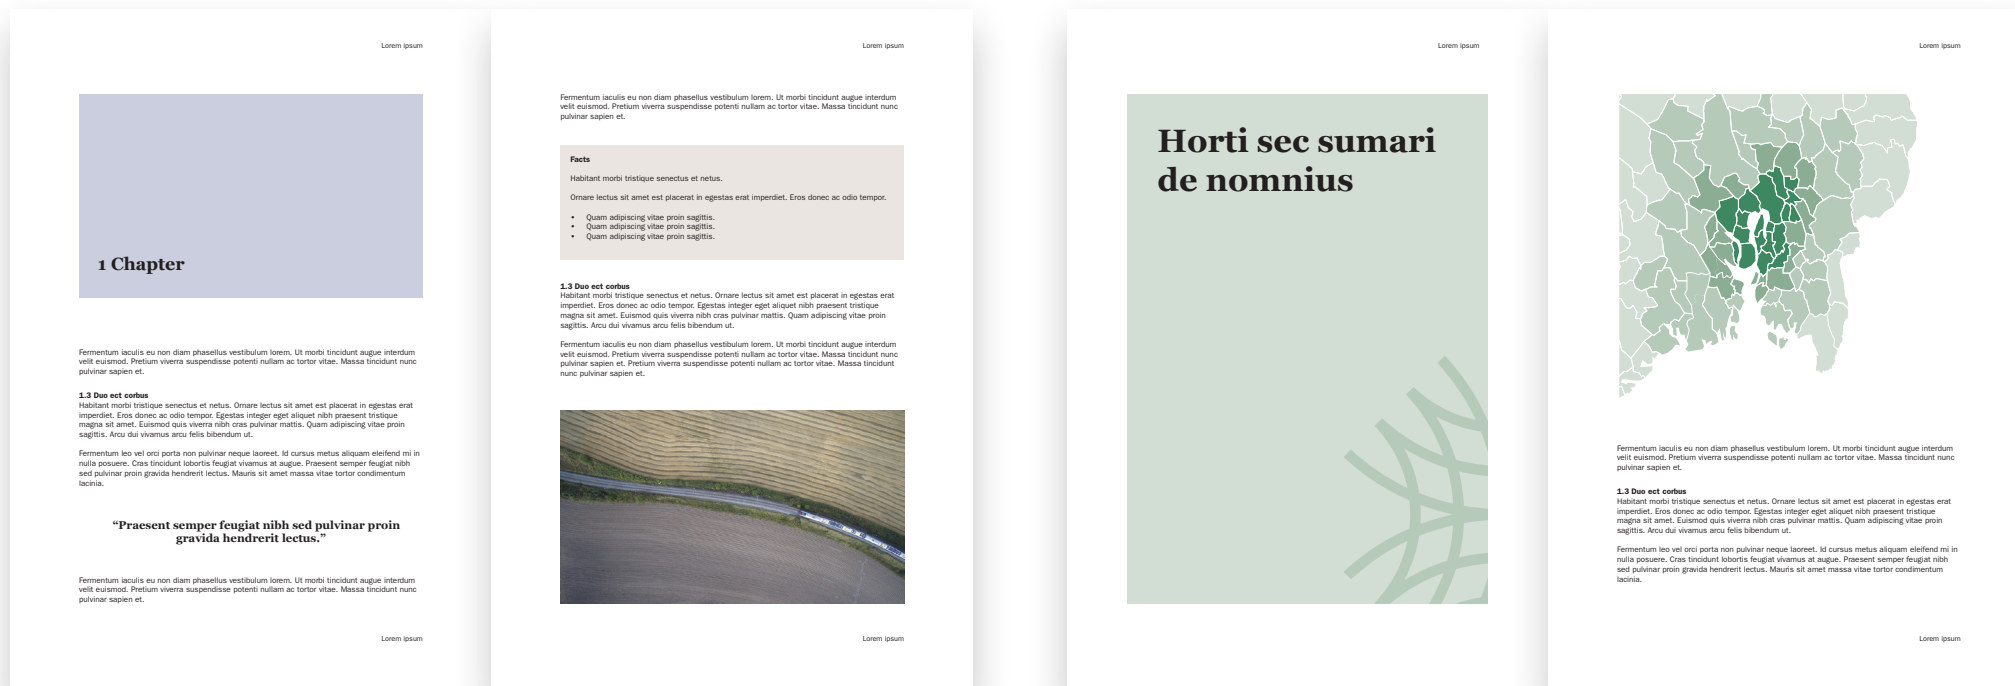 Lorem ipsum
1 Chapter
Fermentum iaculis eu non diam phasellus vestibulum lorem. Ut morbi tincidunt augue interdum
velit euismod. Pretium viverra suspendisse potenti nullam ac tortor vitae. Massa tincidunt nunc
pulvinar sapien et.
1.3 Duo ect corbus
Habitant morbi tristique senectus et netus. Ornare lectus sit amet est placerat in egestas erat
imperdiet. Eros donec ac odio tempor. Egestas integer eget aliquet nibh praesent tristique
magna sit amet. Euismod quis viverra nibh cras pulvinar mattis. Quam adipiscing vitae proin
sagittis. Arcu dui vivamus arcu felis bibendum ut.
Fermentum leo vel orci porta non pulvinar neque laoreet. Id cursus metus aliquam eleifend mi in
nulla posuere. Cras tincidunt lobortis feugiat vivamus at augue. Praesent semper feugiat nibh
sed pulvinar proin gravida hendrerit lectus. Mauris sit amet massa vitae tortor condimentum
lacinia.
“Praesent semper feugiat nibh sed pulvinar proin
gravida hendrerit lectus.”
Fermentum iaculis eu non diam phasellus vestibulum lorem. Ut morbi tincidunt augue interdum
velit euismod. Pretium viverra suspendisse potenti nullam ac tortor vitae. Massa tincidunt nunc
pulvinar sapien et.
Lorem ipsum
Lorem ipsum
Fermentum iaculis eu non diam phasellus vestibulum lorem. Ut morbi tincidunt augue interdum
velit euismod. Pretium viverra suspendisse potenti nullam ac tortor vitae. Massa tincidunt nunc
pulvinar sapien et.
Facts
Habitant morbi tristique senectus et netus.
Ornare lectus sit amet est placerat in egestas erat imperdiet. Eros donec ac odio tempor.
• Quam adipiscing vitae proin sagittis.
• Quam adipiscing vitae proin sagittis.
• Quam adipiscing vitae proin sagittis.
1.3 Duo ect corbus
Habitant morbi tristique senectus et netus. Ornare lectus sit amet est placerat in egestas erat
imperdiet. Eros donec ac odio tempor. Egestas integer eget aliquet nibh praesent tristique
magna sit amet. Euismod quis viverra nibh cras pulvinar mattis. Quam adipiscing vitae proin
sagittis. Arcu dui vivamus arcu felis bibendum ut.
Fermentum iaculis eu non diam phasellus vestibulum lorem. Ut morbi tincidunt augue interdum
velit euismod. Pretium viverra suspendisse potenti nullam ac tortor vitae. Massa tincidunt nunc
pulvinar sapien et. Pretium viverra suspendisse potenti nullam ac tortor vitae. Massa tincidunt
nunc pulvinar sapien et.
Lorem ipsum
Lorem ipsum
Horti sec sumari
de nomnius
Lorem ipsum
Fermentum iaculis eu non diam phasellus vestibulum lorem. Ut morbi tincidunt augue interdum
velit euismod. Pretium viverra suspendisse potenti nullam ac tortor vitae. Massa tincidunt nunc
pulvinar sapien et.
1.3 Duo ect corbus
Habitant morbi tristique senectus et netus. Ornare lectus sit amet est placerat in egestas erat
imperdiet. Eros donec ac odio tempor. Egestas integer eget aliquet nibh praesent tristique
magna sit amet. Euismod quis viverra nibh cras pulvinar mattis. Quam adipiscing vitae proin
sagittis. Arcu dui vivamus arcu felis bibendum ut.
Fermentum leo vel orci porta non pulvinar neque laoreet. Id cursus metus aliquam eleifend mi in
nulla posuere. Cras tincidunt lobortis feugiat vivamus at augue. Praesent semper feugiat nibh
sed pulvinar proin gravida hendrerit lectus. Mauris sit amet massa vitae tortor condimentum
lacinia.
Lorem ipsum